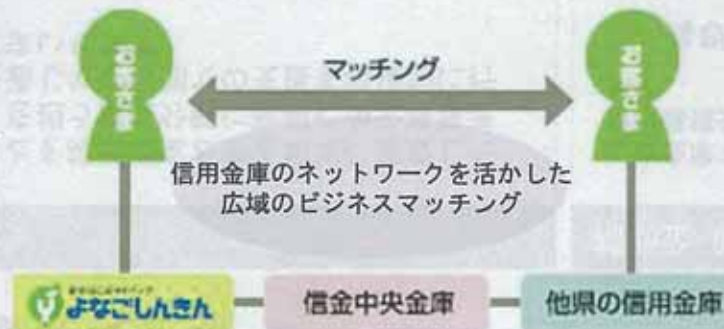 お客さま
マッチング
お客さま
信用金庫のネットワークを活かした
広域のビジネスマッチング
よなごしんきん
信金中央金庫
他県の信用金庫